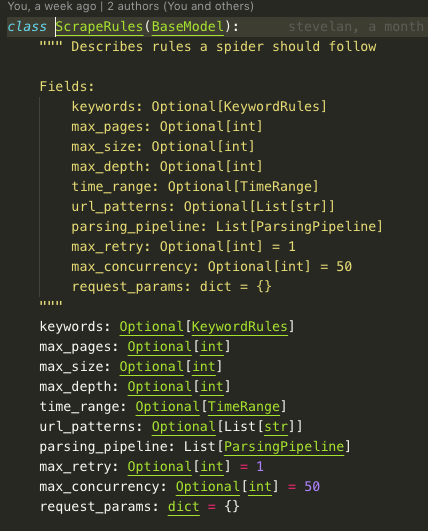 You, a week ago | 2 authors (You and others)
class ScrapeRules(BaseModel):    stevelan, a month
    """ Describes rules a spider should follow

    Fields:
        keywords: Optional[KeywordRules]
        max_pages: Optional[int]
        max_size: Optional[int]
        max_depth: Optional[int]
        time_range: Optional[TimeRange]
        url_patterns: Optional[List[str]]
        parsing_pipeline: List[ParsingPipeline]
        max_retry: Optional[int] = 1
        max_concurrency: Optional[int] = 50
        request_params: dict = {}
    """
    keywords: Optional[KeywordRules]
    max_pages: Optional[int]
    max_size: Optional[int]
    max_depth: Optional[int]
    time_range: Optional[TimeRange]
    url_patterns: Optional[List[str]]
    parsing_pipeline: List[ParsingPipeline]
    max_retry: Optional[int] = 1
    max_concurrency: Optional[int] = 50
    request_params: dict = {}